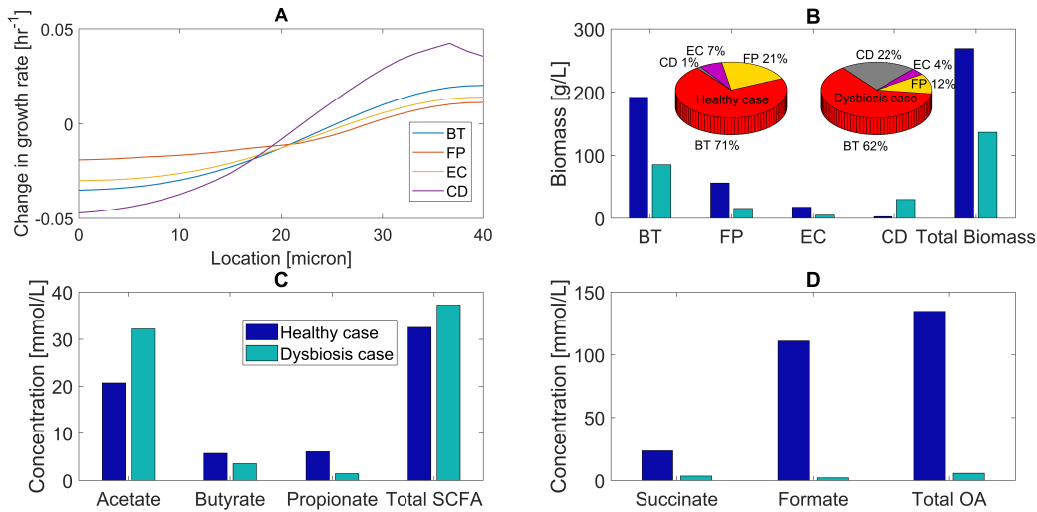 A
Change in growth rate [hr-1]
0.05
0
-0.05
0
10
20
30
40
Location [micron]
BT
FP
EC
CD
B
Biomass [g/L]
300
200
100
0
BT
FP
EC
CD
Total Biomass
EC 7%
FP 21%
CD 1%
Healthy case
BT 71%
CD 22%
EC 4%
FP 12%
Dysbiosis case
BT 62%
C
Concentration [mmol/L]
40
30
20
10
0
Acetate
Butyrate
Propionate
Total SCFA
Healthy case
Dysbiosis case
D
Concentration [mmol/L]
150
100
50
0
Succinate
Formate
Total OA